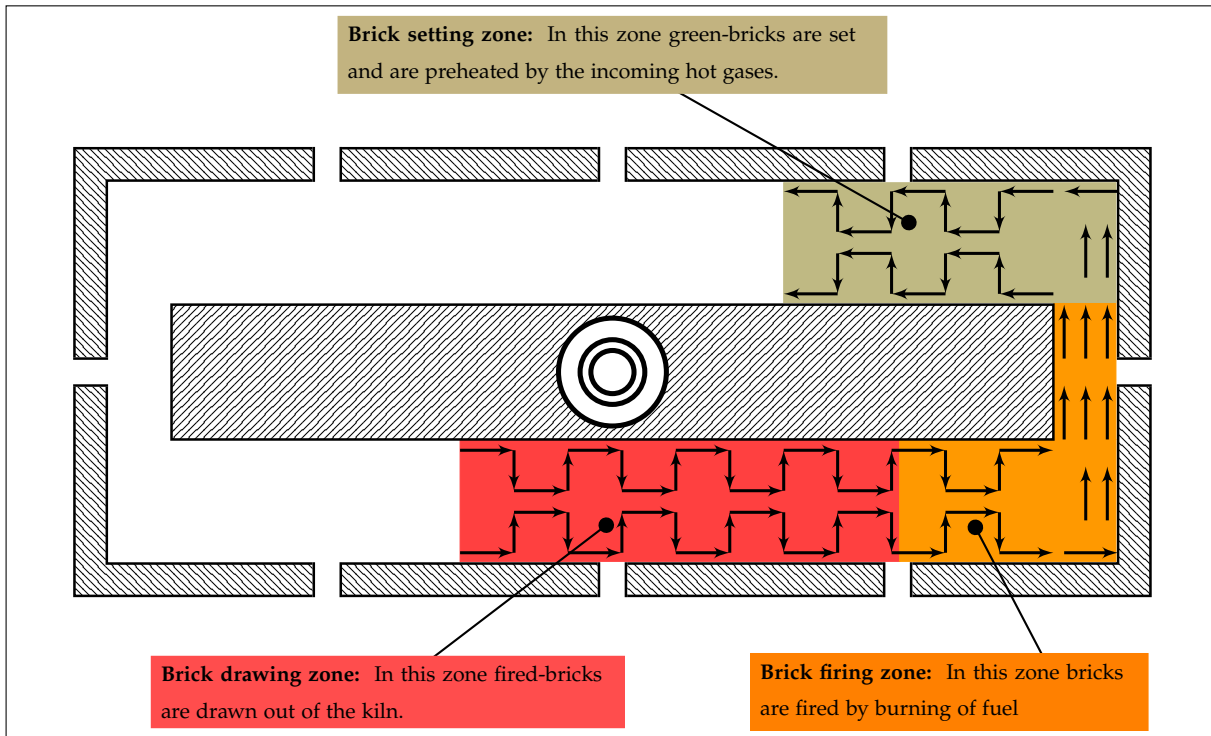 Brick setting zone: In this zone green-bricks are set
and are preheated by the incoming hot gases.
Brick drawing zone: In this zone fired-bricks
are drawn out of the kiln.
Brick firing zone: In this zone bricks
are fired by burning of fuel